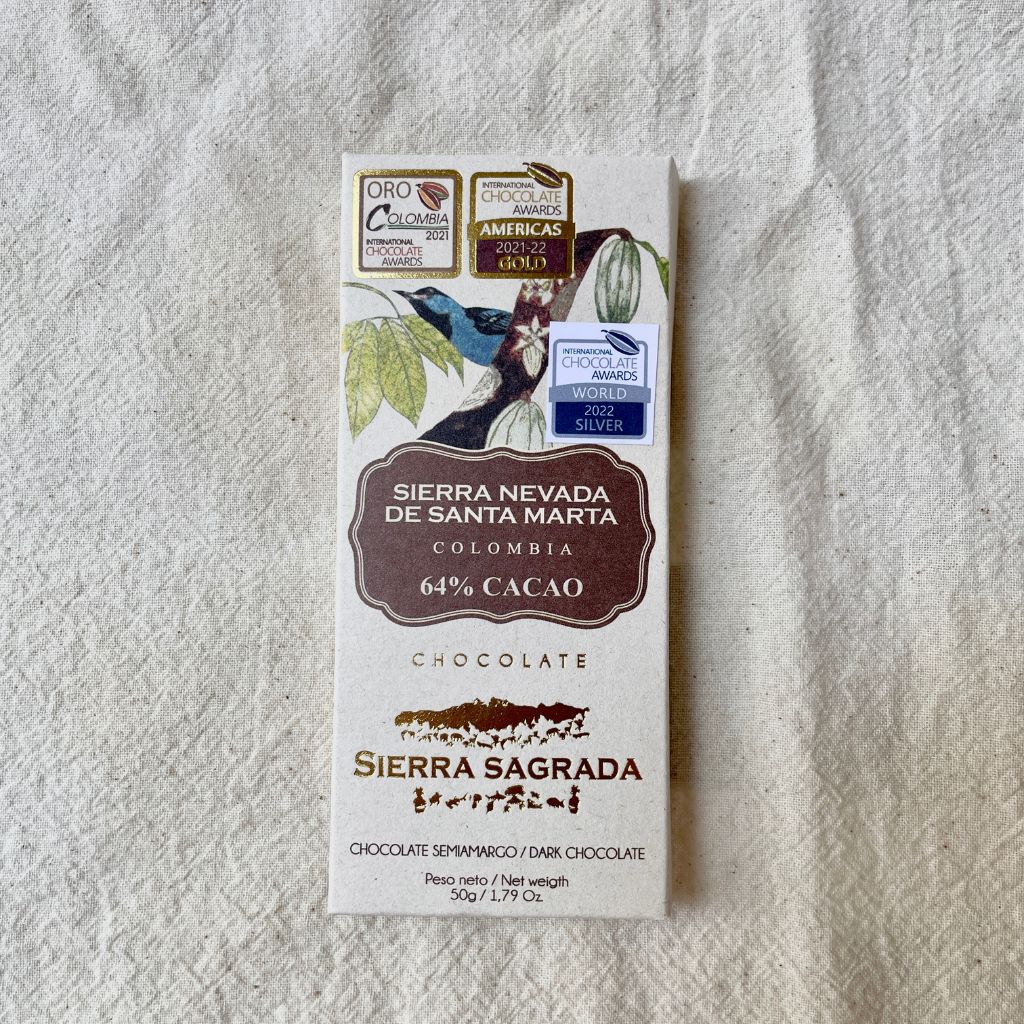 ORO
COLOMBIA
2021
INTERNATIONAL
CHOCOLATE
AWARDS
INTERNATIONAL
CHOCOLATE
AWARDS
AMERICAS
2021-22
GOLD
INTERNATIONAL
CHOCOLATE
AWARDS
WORLD
2022
SILVER
SIERRA NEVADA
DE SANTA MARTA
COLOMBIA
64% CACAO
CHOCOLATE
SIERRA SAGRADA
CHOCOLATE SEMIAMARGO / DARK CHOCOLATE
Peso neto / Net weigth
50g / 1,79 Oz.